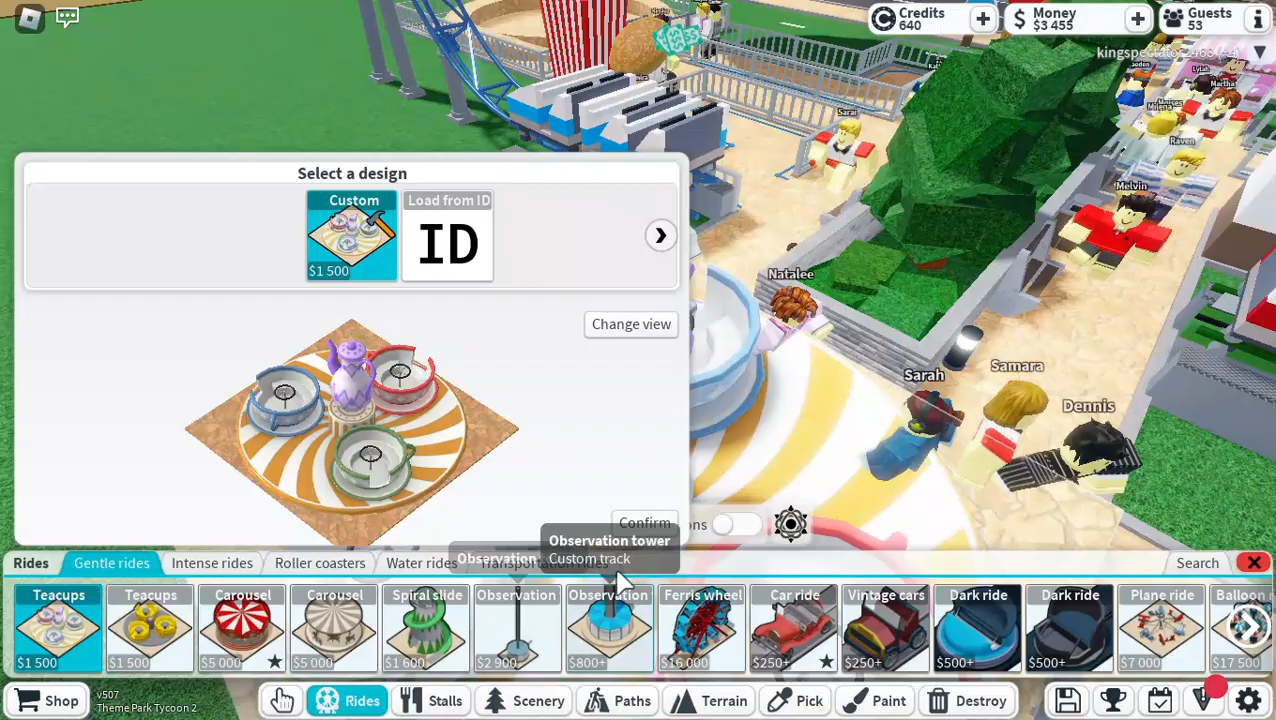 Credits
640
Money
$ 3 455
Guests
53
Sarai
Raven
Melvin
Martha
Select a design
Custom
$1 500
Load from ID
ID
Change view
Natalee
Sarah
Samara
Dennis
Confirm
ons
Observation tower
Custom track
Observation
Rides
Gentle rides
Intense rides
Roller coasters
Water rides
Search
Teacups
$1 500
Teacups
$1 500
Carousel
$5 000
Carousel
$5 000
Spiral slide
$1 600
Observation
$2 900
Observation
$800+
Ferris wheel
$16 000
Car ride
$250+
Vintage cars
$250+
Dark ride
$500+
Dark ride
$500+
Plane ride
$7 000
Balloon
$17 500
Shop
v507
Theme Park Tycoon 2
Rides
Stalls
Scenery
Paths
Terrain
Pick
Paint
Destroy